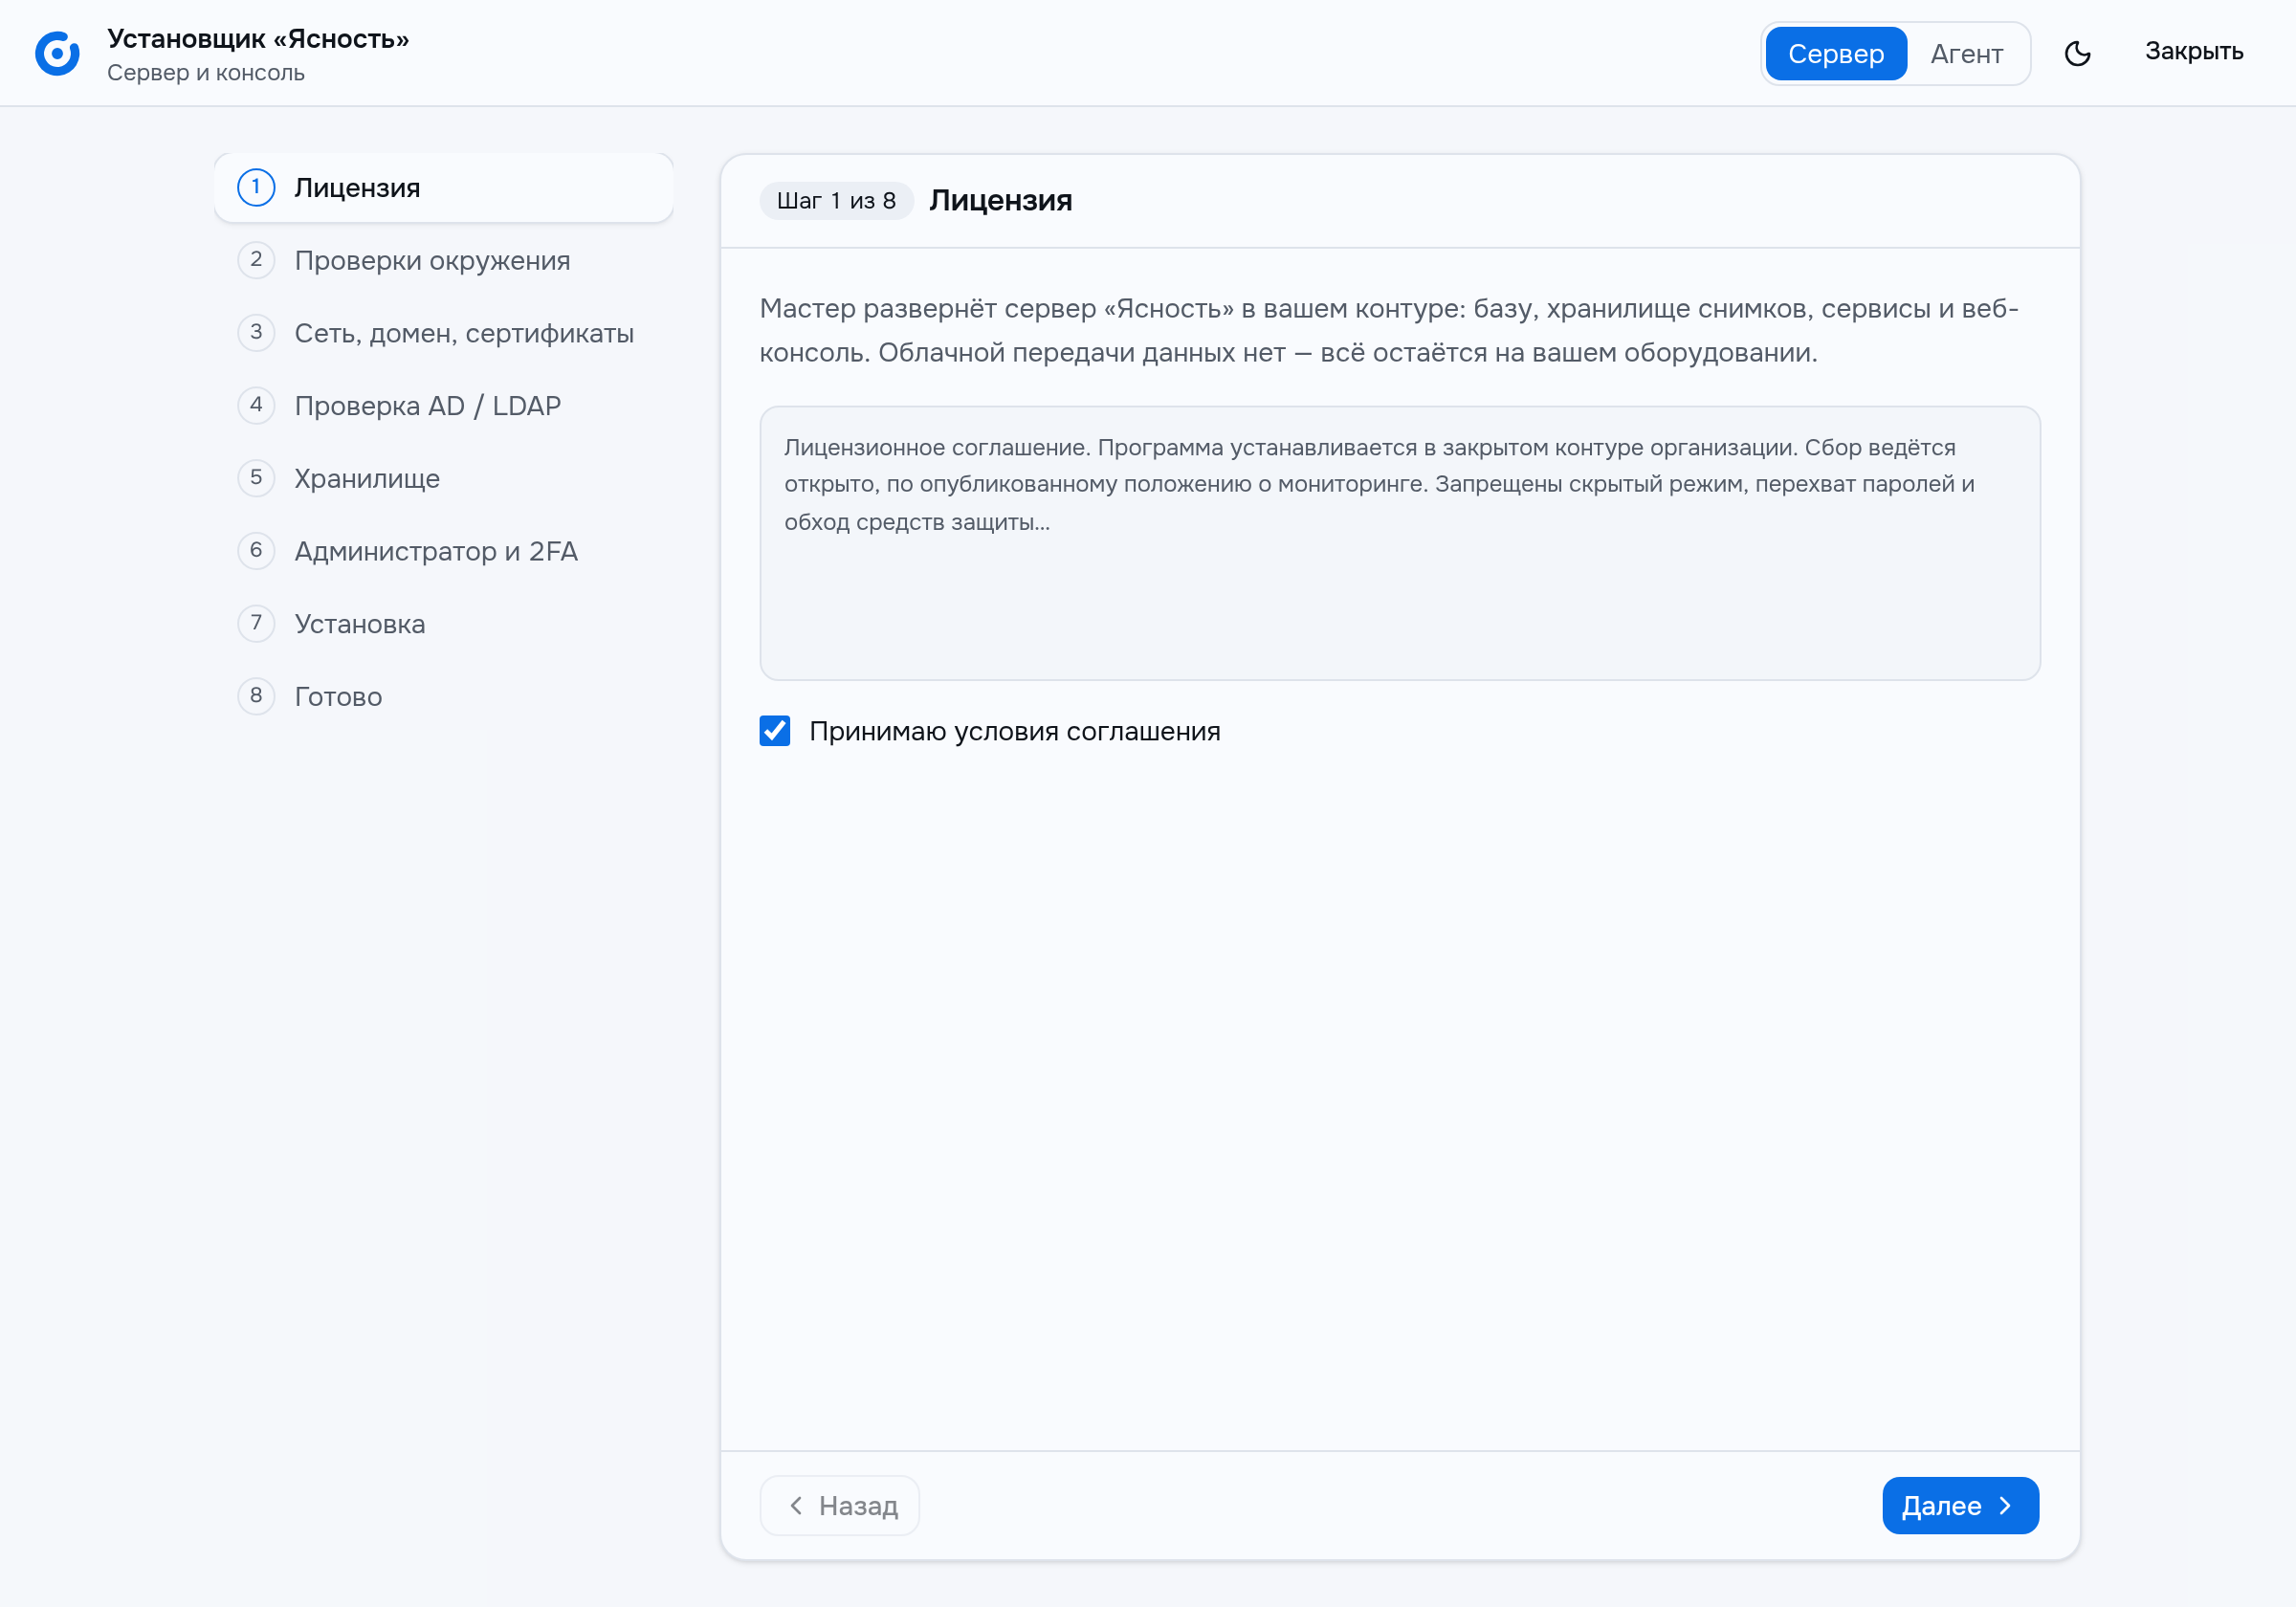 Установщик «Ясность»
Сервер и консоль
Сервер
Агент
Закрыть
1 Лицензия
2 Проверки окружения
3 Сеть, домен, сертификаты
4 Проверка AD / LDAP
5 Хранилище
6 Администратор и 2FA
7 Установка
8 Готово
Шаг 1 из 8 Лицензия
Мастер развернёт сервер «Ясность» в вашем контуре: базу, хранилище снимков, сервисы и веб-
консоль. Облачной передачи данных нет — всё остаётся на вашем оборудовании.
Лицензионное соглашение. Программа устанавливается в закрытом контуре организации. Сбор ведётся
открыто, по опубликованному положению о мониторинге. Запрещены скрытый режим, перехват паролей и
обход средств защиты…
Принимаю условия соглашения
Назад
Далее